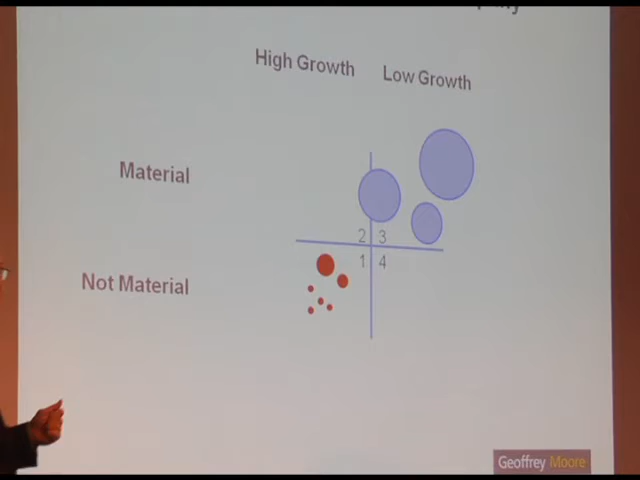 High Growth Low Growth
Material
2 3
1 4
Not Material
Geoffrey Moore